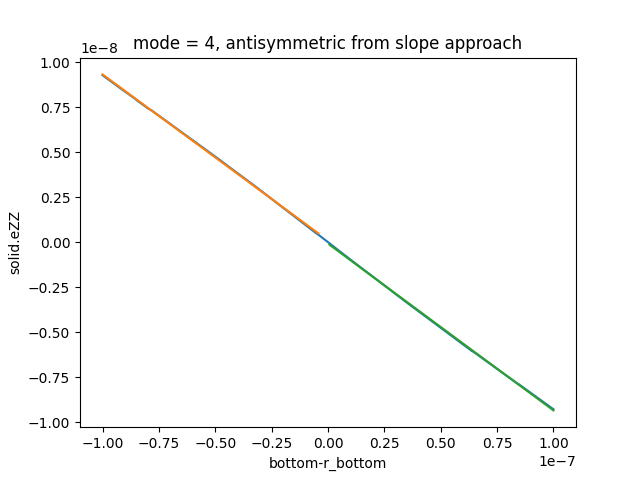 mode = 4, antisymmetric from slope approach
1e−8
1.00
0.75
0.50
0.25
0.00
−0.25
−0.50
−0.75
−1.00
solid.eZZ
−1.00 −0.75 −0.50 −0.25 0.00 0.25 0.50 0.75 1.00
bottom-r_bottom
1e−7